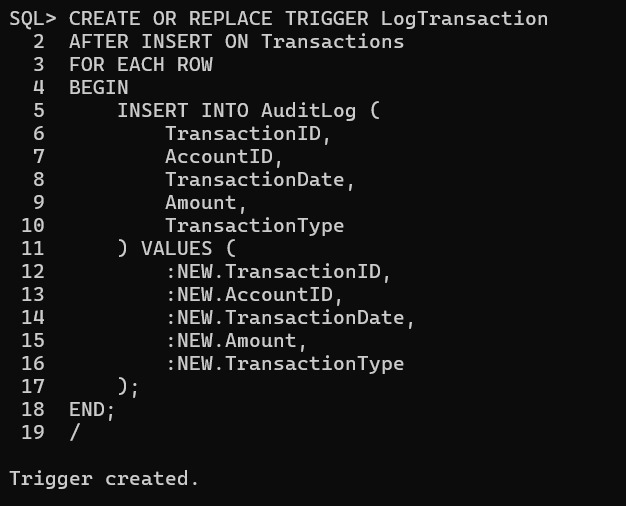 SQL> CREATE OR REPLACE TRIGGER LogTransaction
  2  AFTER INSERT ON Transactions
  3  FOR EACH ROW
  4  BEGIN
  5      INSERT INTO AuditLog (
  6          TransactionID,
  7          AccountID,
  8          TransactionDate,
  9          Amount,
 10          TransactionType
 11      ) VALUES (
 12          :NEW.TransactionID,
 13          :NEW.AccountID,
 14          :NEW.TransactionDate,
 15          :NEW.Amount,
 16          :NEW.TransactionType
 17      );
 18  END;
 19  /
Trigger created.